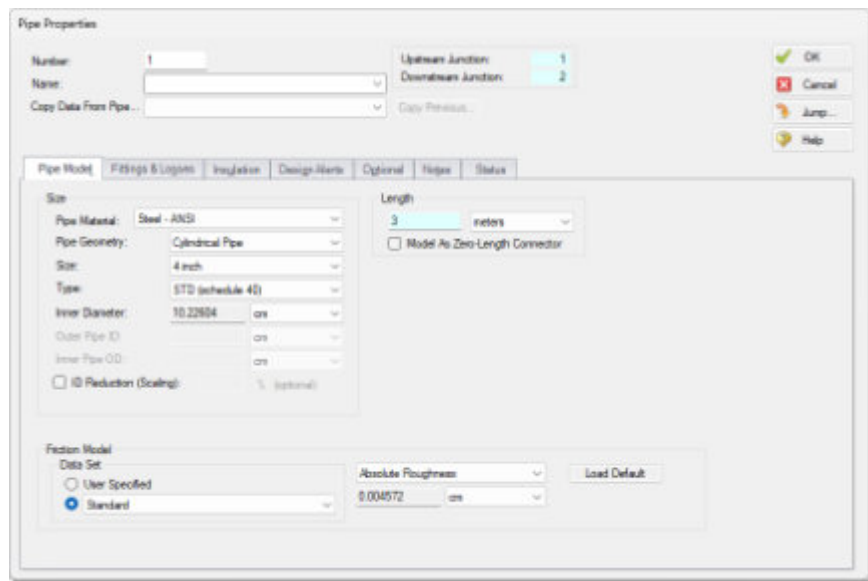 Pipe Properties
Number: 1
Name:
Copy Data From Pipe...
Copy Previous...
Upstream Junction: 1
Downstream Junction: 2
OK
Cancel
Jump...
Help
Pipe Model Fittings & Losses Insulation Design Alerts Optional Notes Status
Size
Pipe Material: Steel - ANSI
Pipe Geometry: Cylindrical Pipe
Size: 4 inch
Type: STD (schedule 40)
Inner Diameter: 10.22604 cm
Outer Pipe ID: cm
Inner Pipe OD: cm
ID Reduction (Scaling): % (optional)
Length
3 meters
Model As Zero-Length Connector
Friction Model
Data Set
User Specified
Standard
Absolute Roughness
0.004572 cm
Load Default